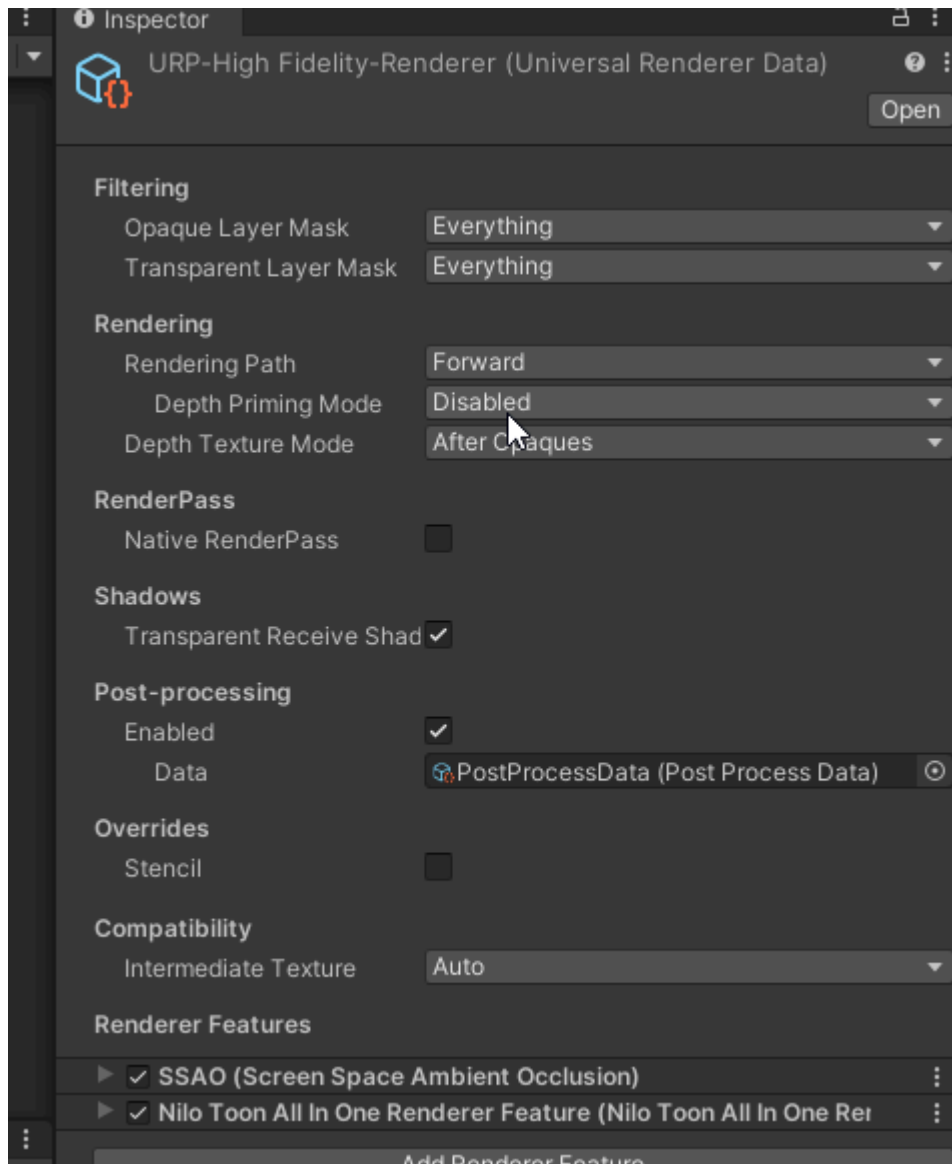 Inspector
URP-High Fidelity-Renderer (Universal Renderer Data)
Open
Filtering
Opaque Layer Mask Everything
Transparent Layer Mask Everything
Rendering
Rendering Path Forward
Depth Priming Mode Disabled
Depth Texture Mode After Opaques
RenderPass
Native RenderPass
Shadows
Transparent Receive Shad
Post-processing
Enabled
Data PostProcessData (Post Process Data)
Overrides
Stencil
Compatibility
Intermediate Texture Auto
Renderer Features
SSAO (Screen Space Ambient Occlusion)
Nilo Toon All In One Renderer Feature (Nilo Toon All In One Rer
Add Renderer Feature